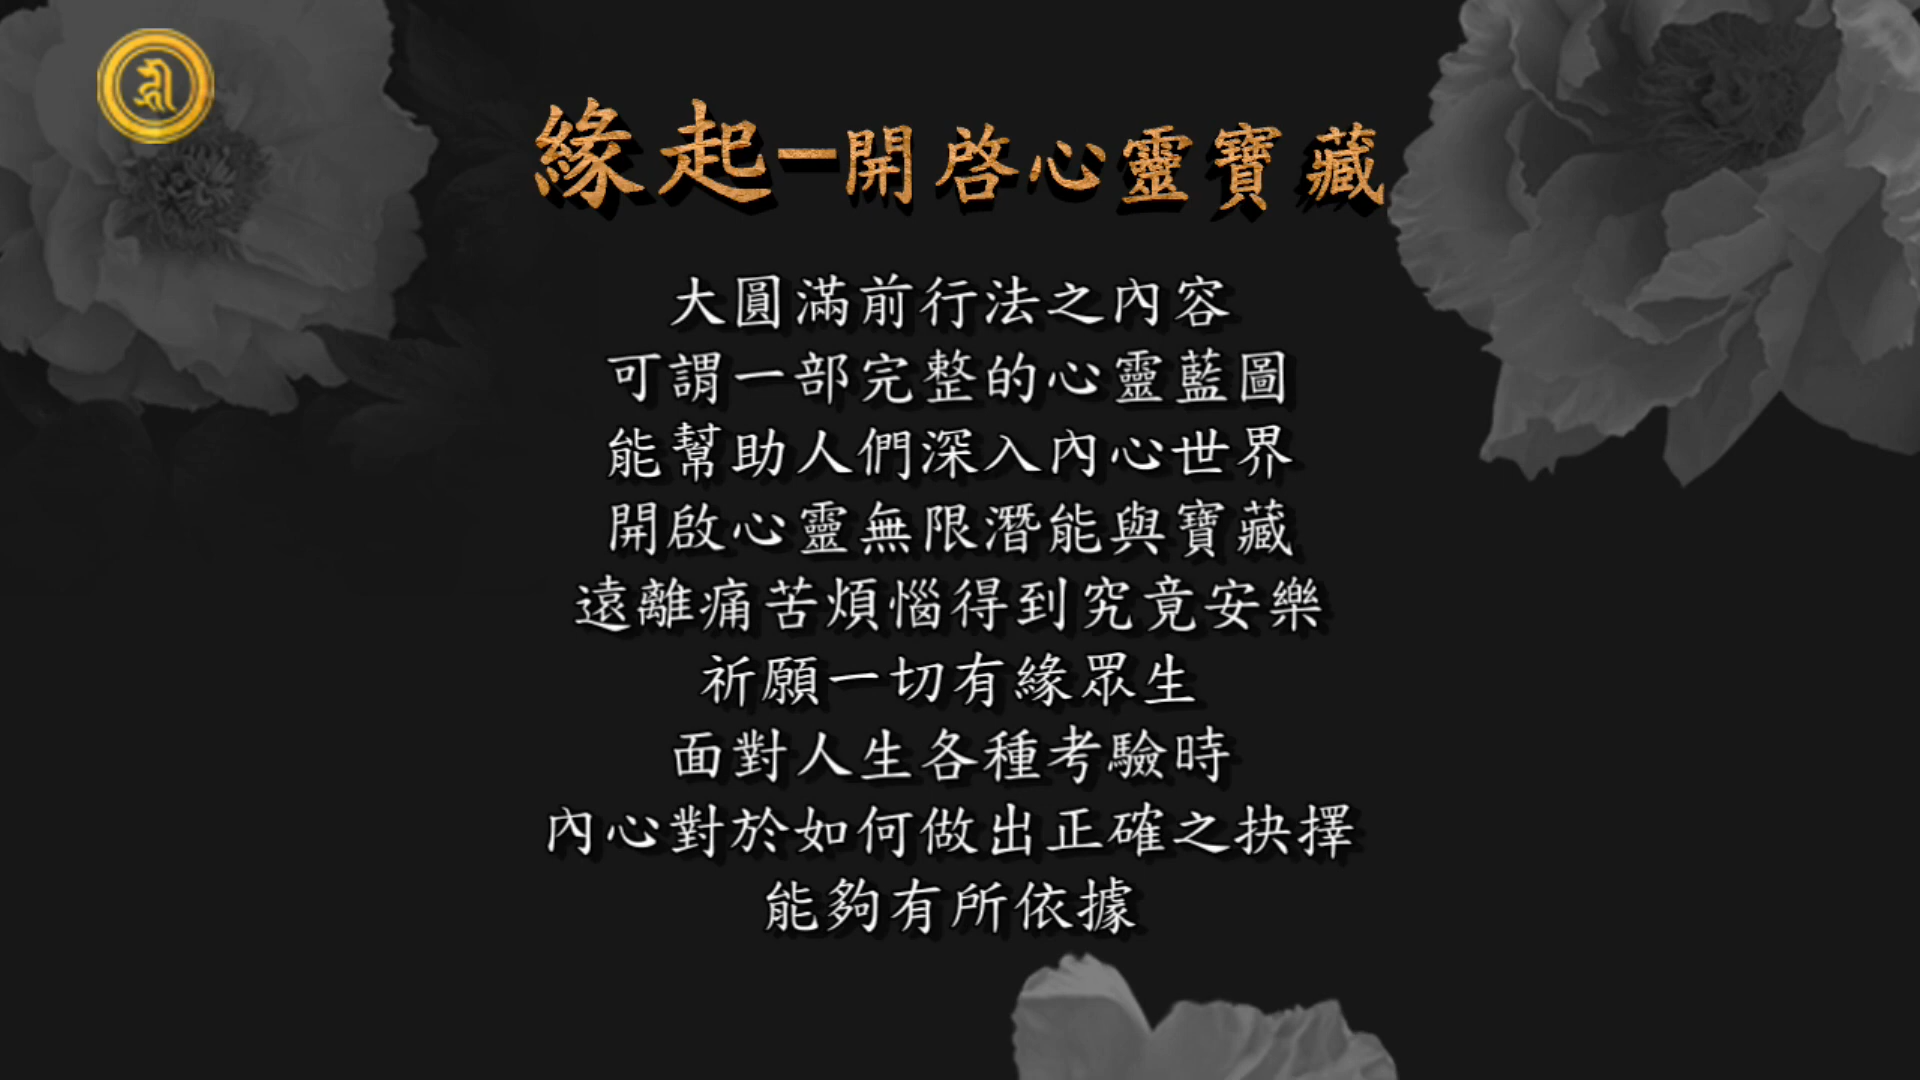 緣起-開啓心靈寶藏
大圓滿前行法之內容
可謂一部完整的心靈藍圖
能幫助人們深入內心世界
開啟心靈無限潛能與寶藏
遠離痛苦煩惱得到究竟安樂
祈願一切有緣眾生
面對人生各種考驗時
內心對於如何做出正確之抉擇
能夠有所依據